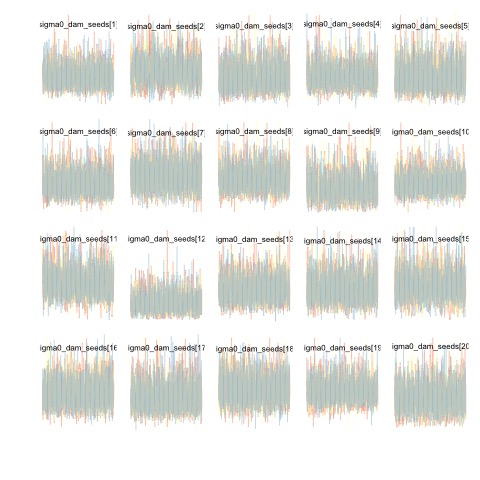 sigma0_dam_seeds[1]
sigma0_dam_seeds[2]
sigma0_dam_seeds[3]
sigma0_dam_seeds[4]
sigma0_dam_seeds[5]
sigma0_dam_seeds[6]
sigma0_dam_seeds[7]
sigma0_dam_seeds[8]
sigma0_dam_seeds[9]
igma0_dam_seeds[10
igma0_dam_seeds[11
igma0_dam_seeds[12
igma0_dam_seeds[13
igma0_dam_seeds[14
igma0_dam_seeds[15
igma0_dam_seeds[16
igma0_dam_seeds[17
igma0_dam_seeds[18
igma0_dam_seeds[19
igma0_dam_seeds[20